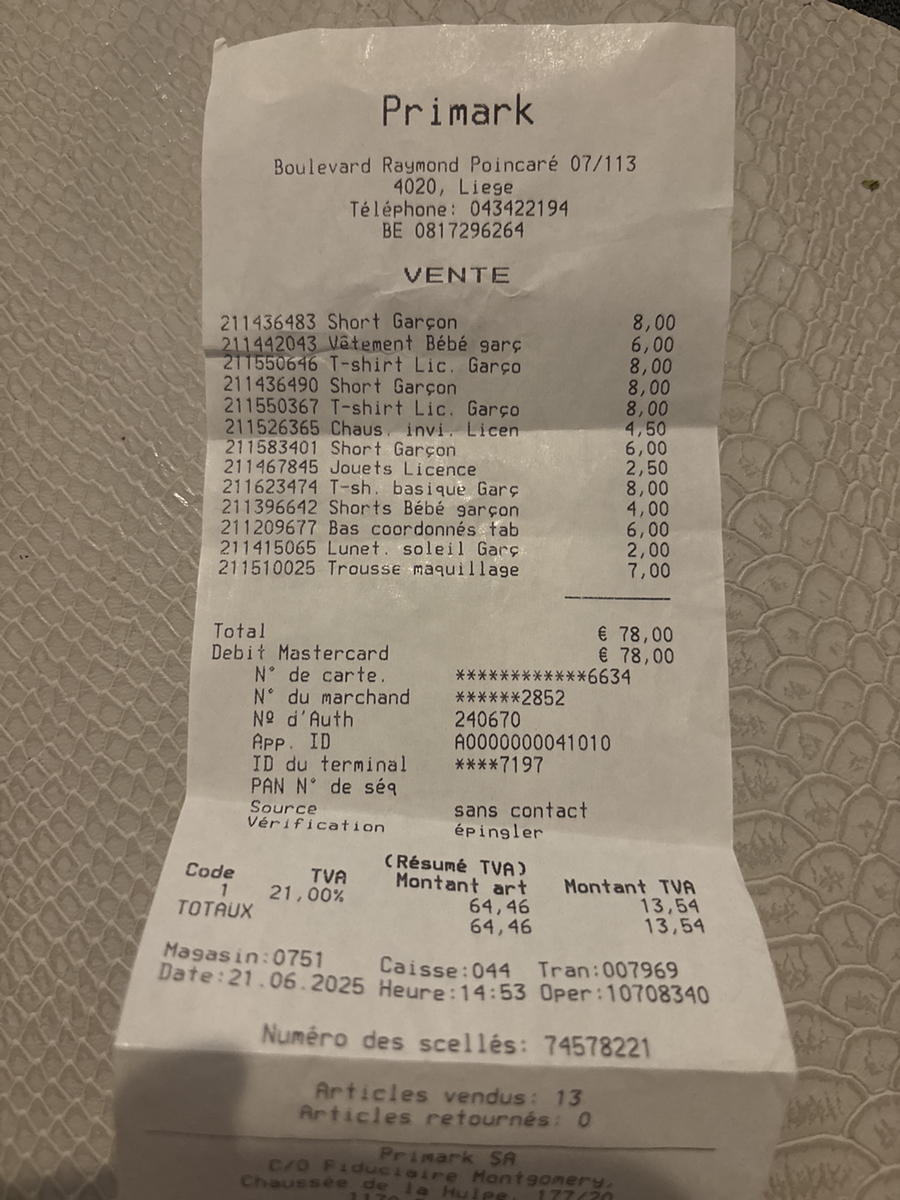 Primark
Boulevard Raymond Poincaré 07/113
4020, Liege
Téléphone: 043422194
BE 0817296264
VENTE
211436483 Short Garçon 8,00
211442043 Vêtement Bébé garç 6,00
211550646 T-shirt Lic. Garço 8,00
211436490 Short Garçon 8,00
211550367 T-shirt Lic. Garço 8,00
211526365 Chaus. invi. Licen 4,50
211583401 Short Garçon 6,00
211467845 Jouets Licence 2,50
211623474 T-sh. basique Garç 8,00
211396642 Shorts Bébé garçon 4,00
211209677 Bas coordonnés tab 6,00
211415065 Lunet. soleil Garç 2,00
211510025 Trousse maquillage 7,00
Total € 78,00
Debit Mastercard € 78,00
N° de carte. ************6634
N° du marchand ******2852
Nº d'Auth 240670
App. ID A0000000041010
ID du terminal ****7197
PAN N° de séq
Source sans contact
Vérification épingler
(Résumé TVA)
Code TVA Montant art Montant TVA
1 21,00% 64,46 13,54
TOTAUX 64,46 13,54
Magasin:0751 Caisse:044 Tran:007969
Date:21.06.2025 Heure:14:53 Oper:10708340
Numéro des scellés: 74578221
Articles vendus: 13
Articles retournés: 0
Primark SA
C/O Fiduciaire Montgomery,
Chaussée de la Hulpe, 177/20